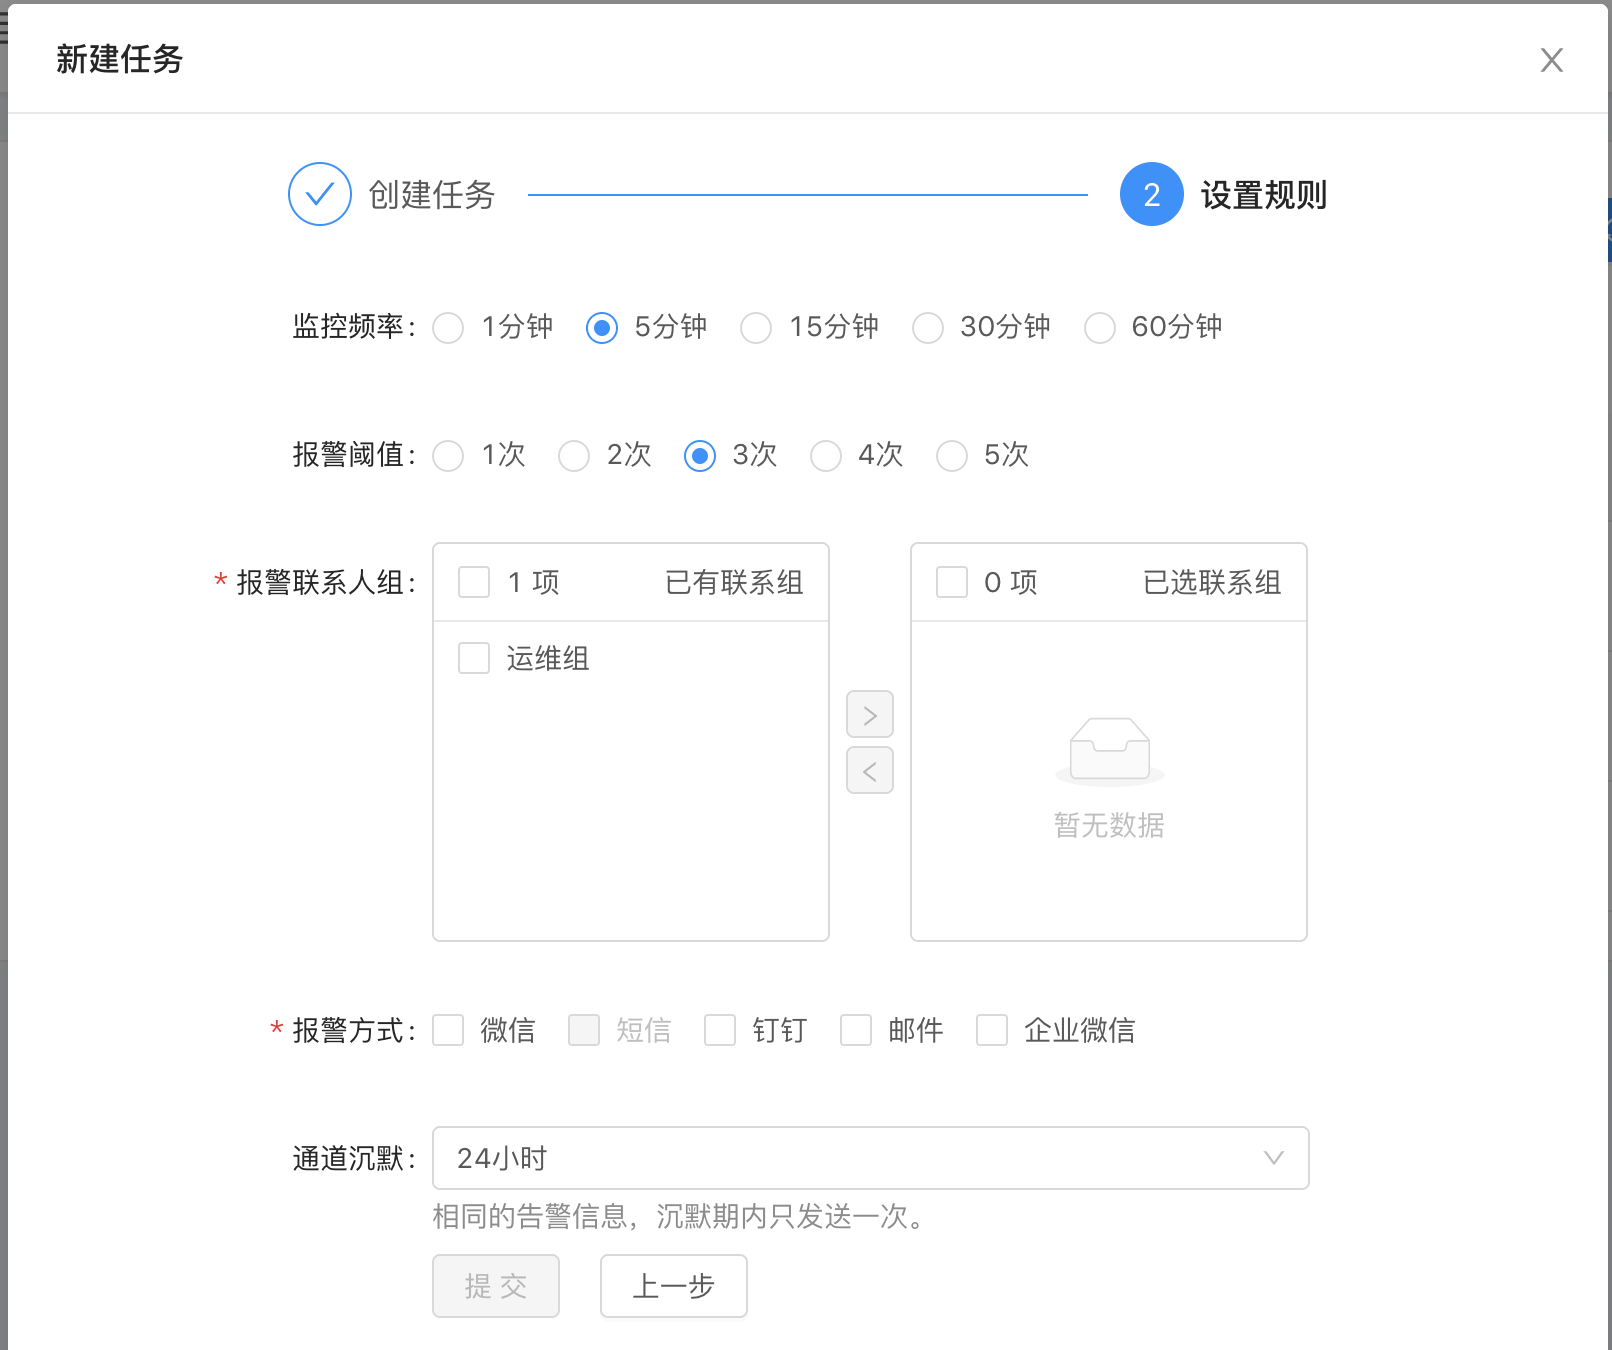 新建任务
创建任务 2 设置规则
监控频率: 1分钟 5分钟 15分钟 30分钟 60分钟
报警阈值: 1次 2次 3次 4次 5次
* 报警联系人组: 1 项 已有联系组 0 项 已选联系组
运维组
暂无数据
* 报警方式: 微信 短信 钉钉 邮件 企业微信
通道沉默: 24小时
相同的告警信息，沉默期内只发送一次。
提 交 上一步